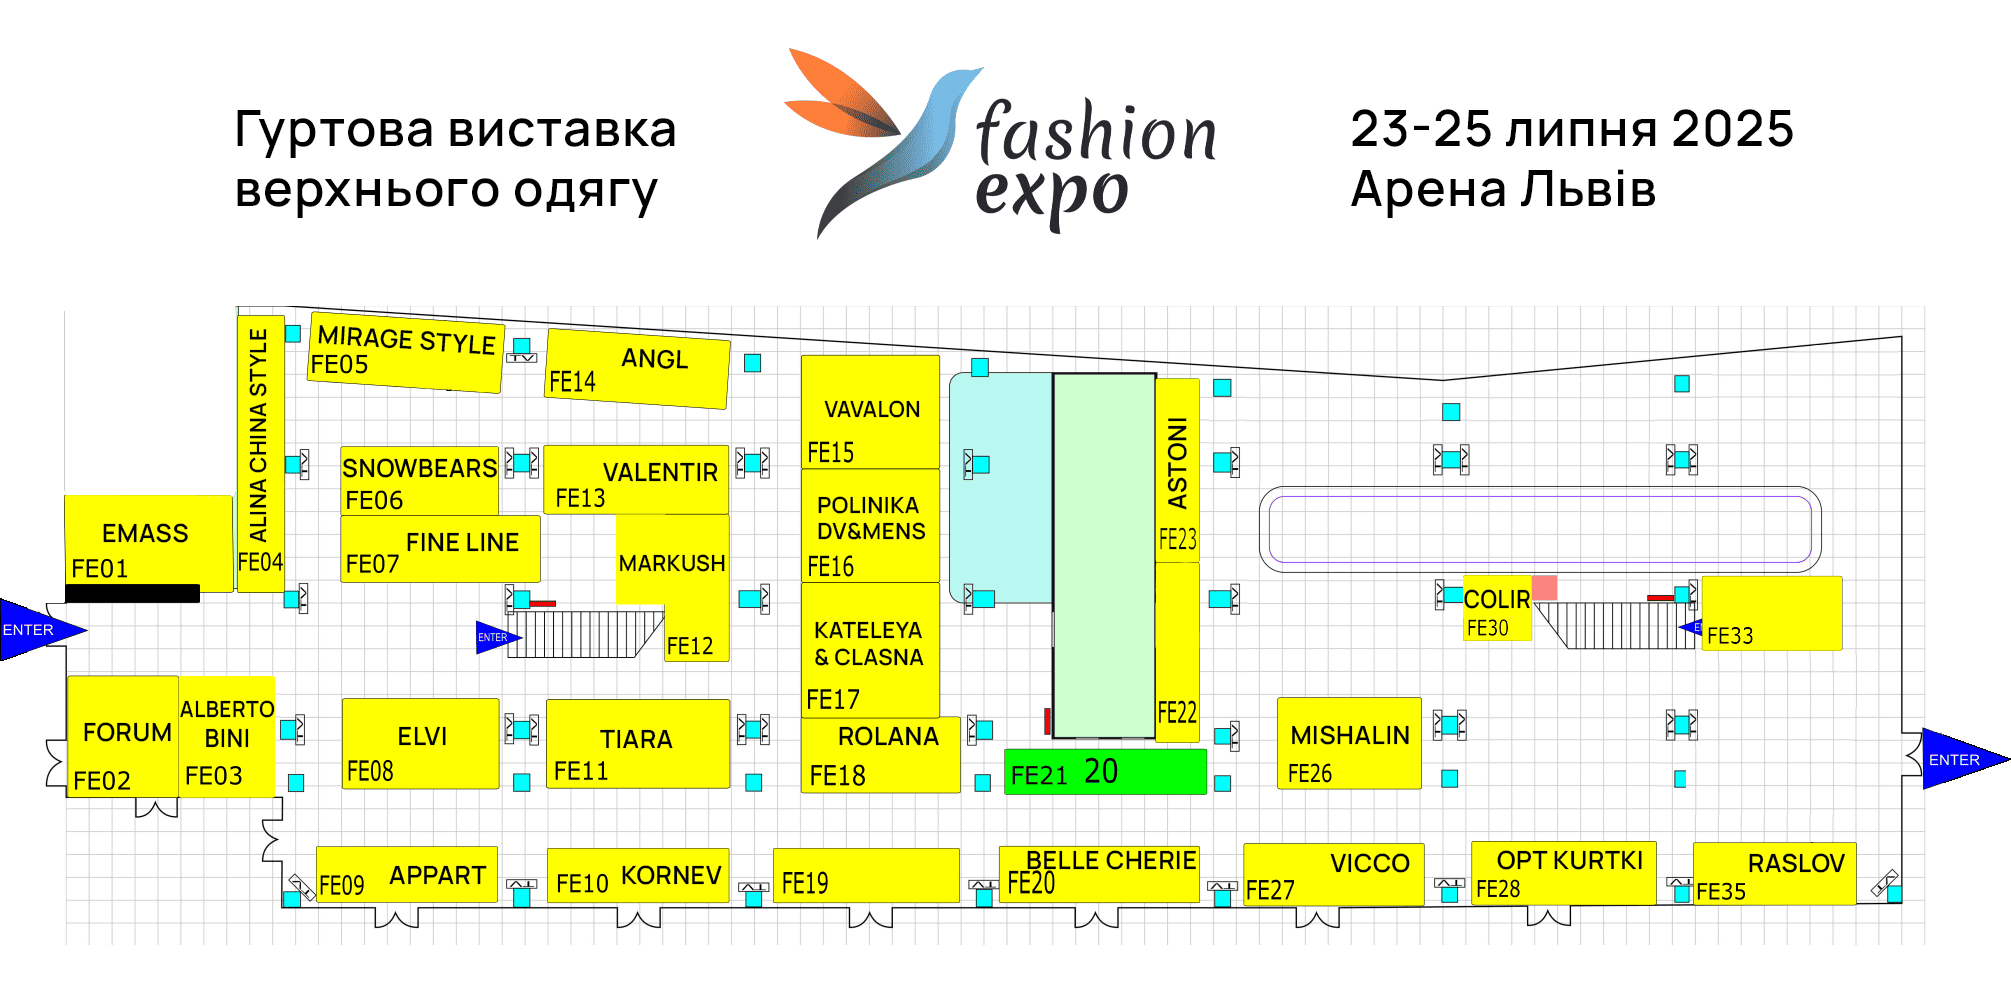 Гуртова виставка
верхнього одягу
fashion
expo
23-25 липня 2025
Арена Львів
ALINA CHINA STYLE
FE04
MIRAGE STYLE
FE05
TV
ANGL
FE14
VAVALON
FE15
ASTONI
FE23
SNOWBEARS
FE06
VALENTIR
FE13
POLINIKA
DV&MENS
FE16
EMASS
FE01
FINE LINE
FE07
MARKUSH
FE12
KATELEYA
& CLASNA
FE17
COLIR
FE30
FE33
ENTER
ENTER
FORUM
FE02
ALBERTO
BINI
FE03
ELVI
FE08
TIARA
FE11
ROLANA
FE18
FE22
FE21 20
MISHALIN
FE26
ENTER
FE09 APPART
FE10 KORNEV
FE19
BELLE CHERIE
FE20
VICCO
FE27
OPT KURTKI
FE28
RASLOV
FE35